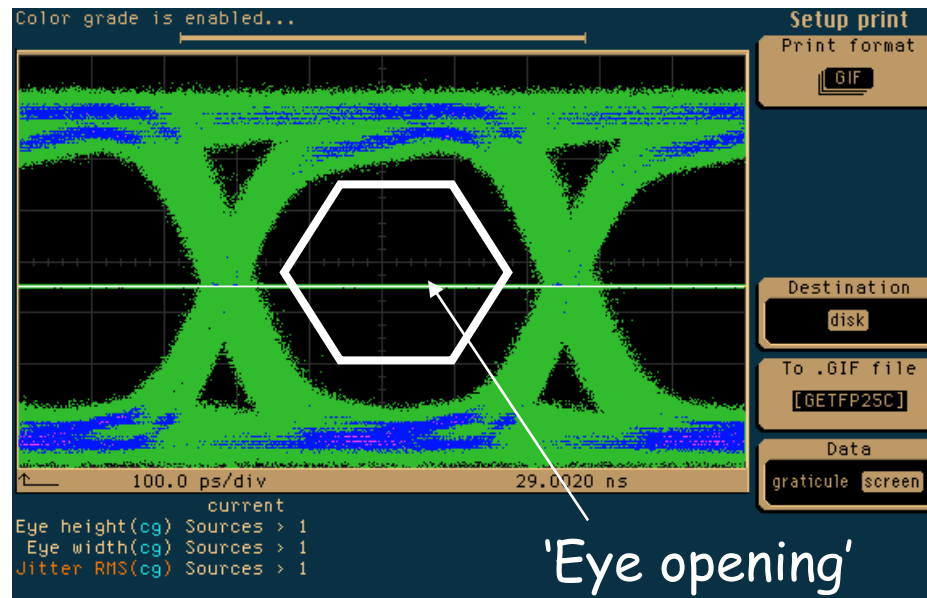 Color grade is enabled...
Setup print
Print format
GIF
Destination
disk
To .GIF file
[GETFP2SC]
Data
graticule screen
100.0 ps/div 29.0020 ns
current
Eye height(cg) Sources > 1
Eye width(cg) Sources > 1
Jitter RMS(cg) Sources > 1
‘Eye opening’